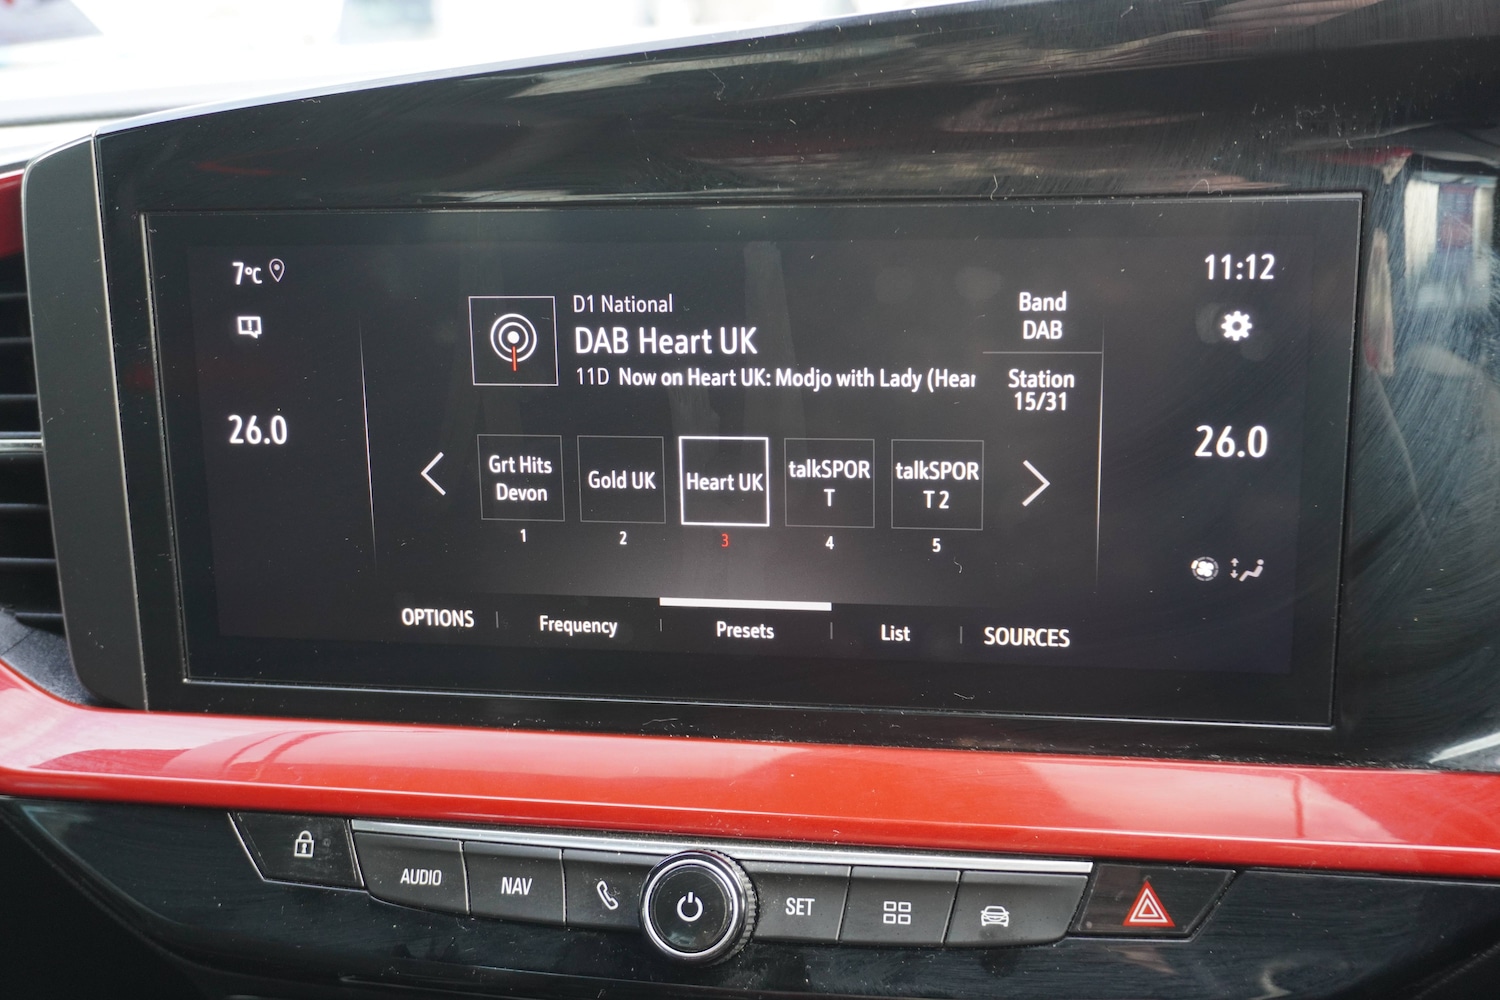 7°C
11:12
D1 National
DAB Heart UK
11D Now on Heart UK: Modjo with Lady (Hear
Band
DAB
Station
15/31
26.0
26.0
Grt Hits
Devon
1
Gold UK
2
Heart UK
3
talkSPOR
T
4
talkSPOR
T 2
5
OPTIONS
Frequency
Presets
List
SOURCES
AUDIO
NAV
SET